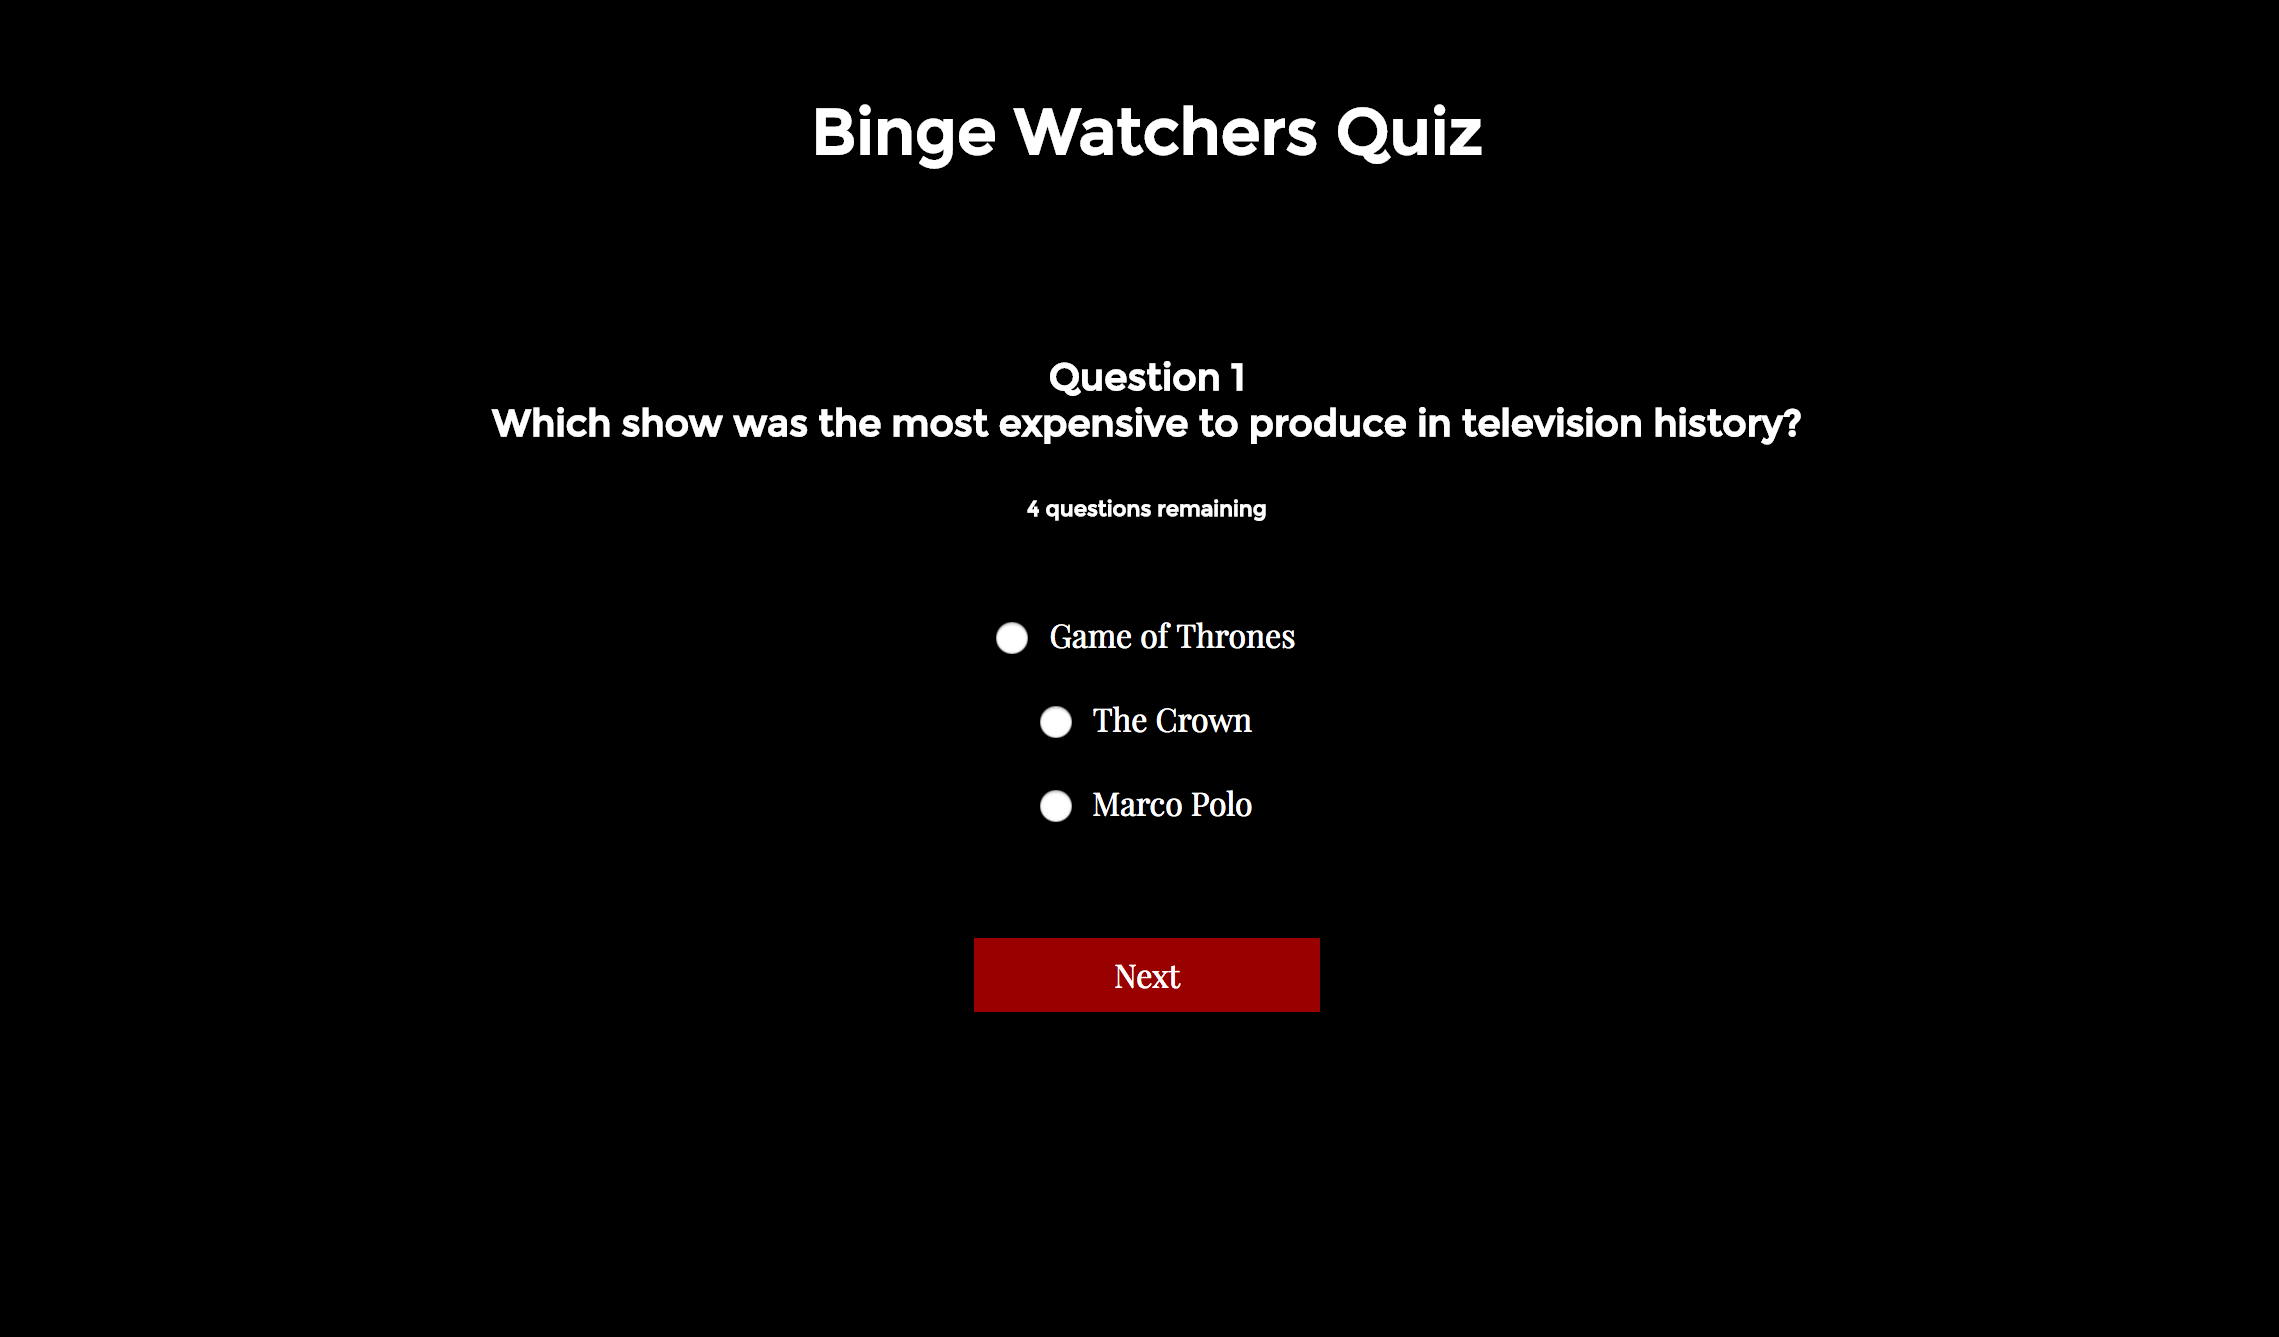 Binge Watchers Quiz
Question 1
Which show was the most expensive to produce in television history?
4 questions remaining
Game of Thrones
The Crown
Marco Polo
Next